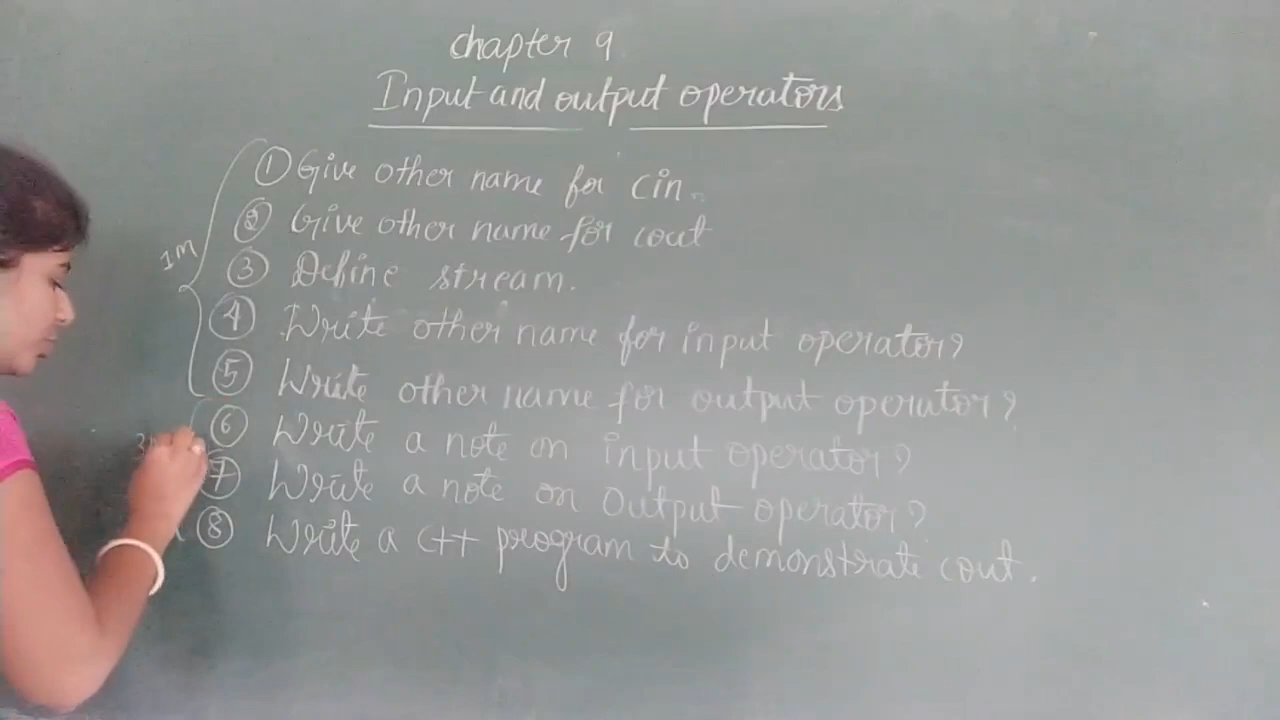 chapter 9
Input and output operators
① Give other name for cin.
② Give other name for cout
1M
③ Define stream.
④ Write other name for input operator?
⑤ Write other name for output operator?
⑥ Write a note on input operator?
⑦ Write a note on Output operator?
⑧ Write a C++ program to demonstrate cout.